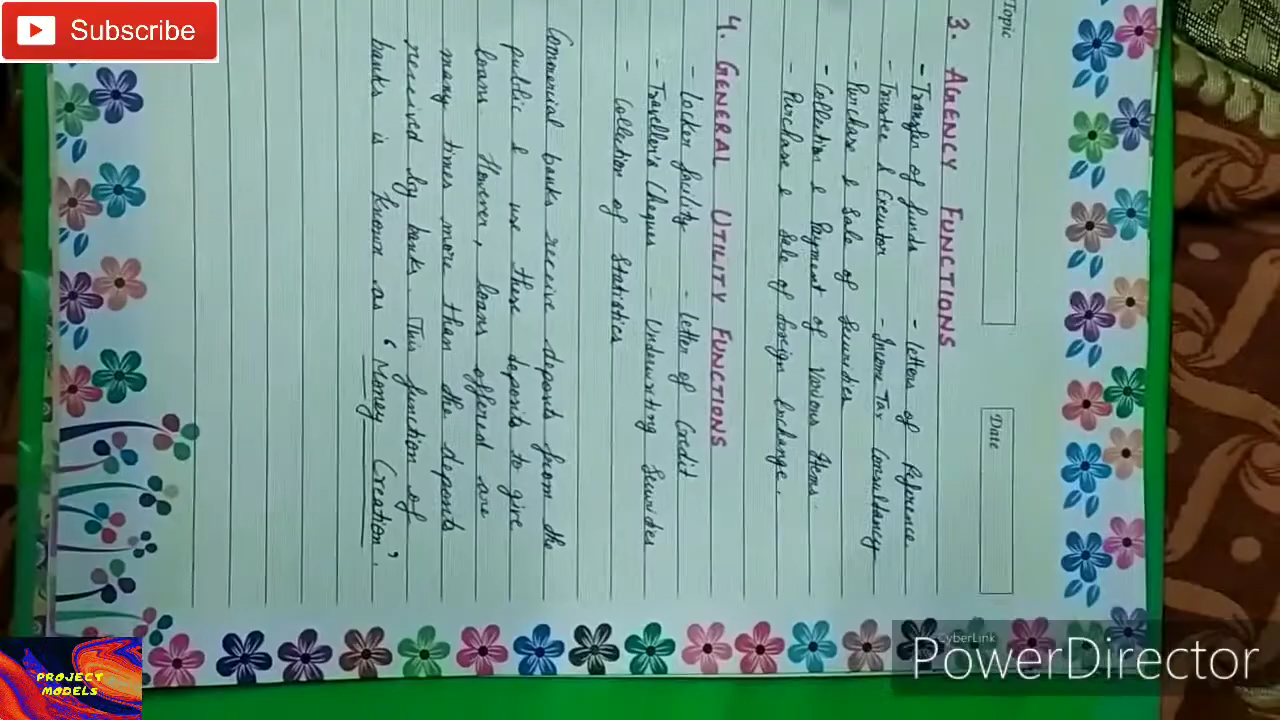 Subscribe
Topic
Date
3. AGENCY FUNCTIONS
- Transfer of funds - letters of Reference.
- Trustee & Executor - Income Tax Consultancy
- Purchase & Sale of Securities
- Collection & Payment of Various Items.
- Purchase & Sale of foreign Exchange.
4. GENERAL UTILITY FUNCTIONS
- Locker facility - letter of Credit
- Traveller's Cheques - Underwriting Securities
- Collection of Statistics
Commercial banks receive deposits from the
public & use these deposits to give
loans. However, loans offered are
many times more than the deposits
received by banks. This function of
banks is known as 'Money Creation'.
PROJECT
MODELS
CyberLink
PowerDirector